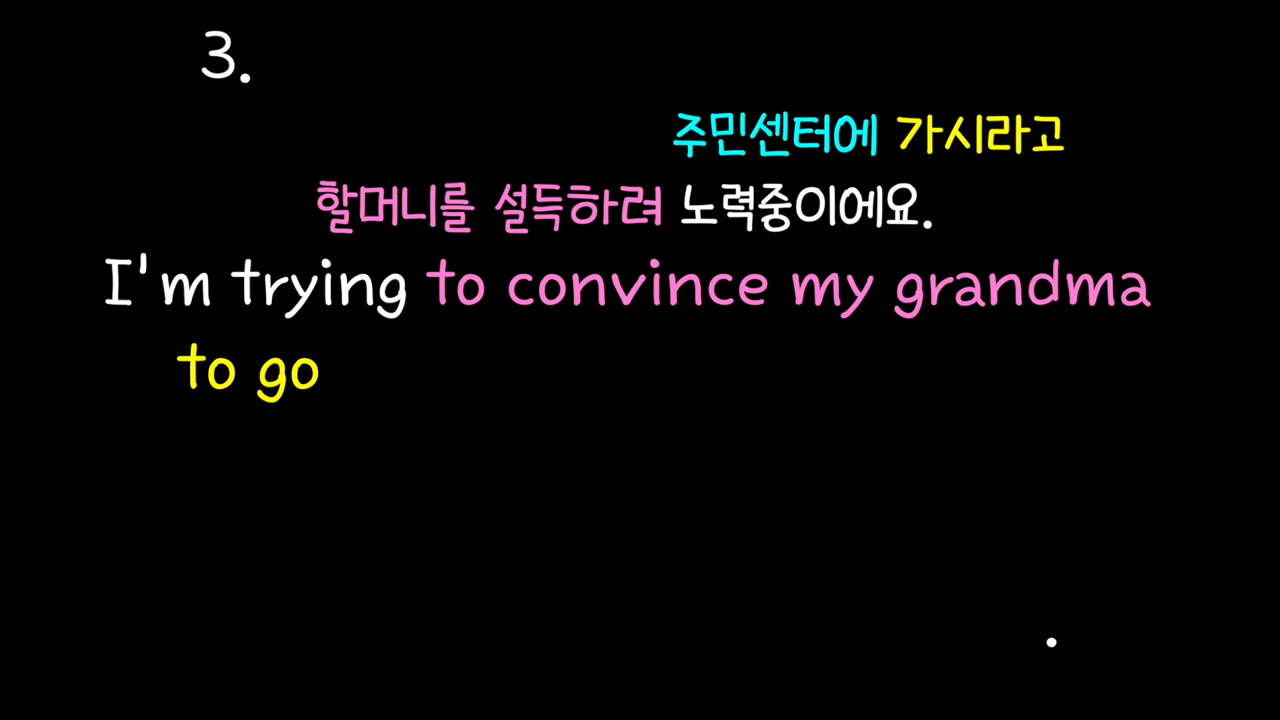 3.
주민센터에 가시라고
할머니를 설득하려 노력중이에요.
I'm trying to convince my grandma
to go
.